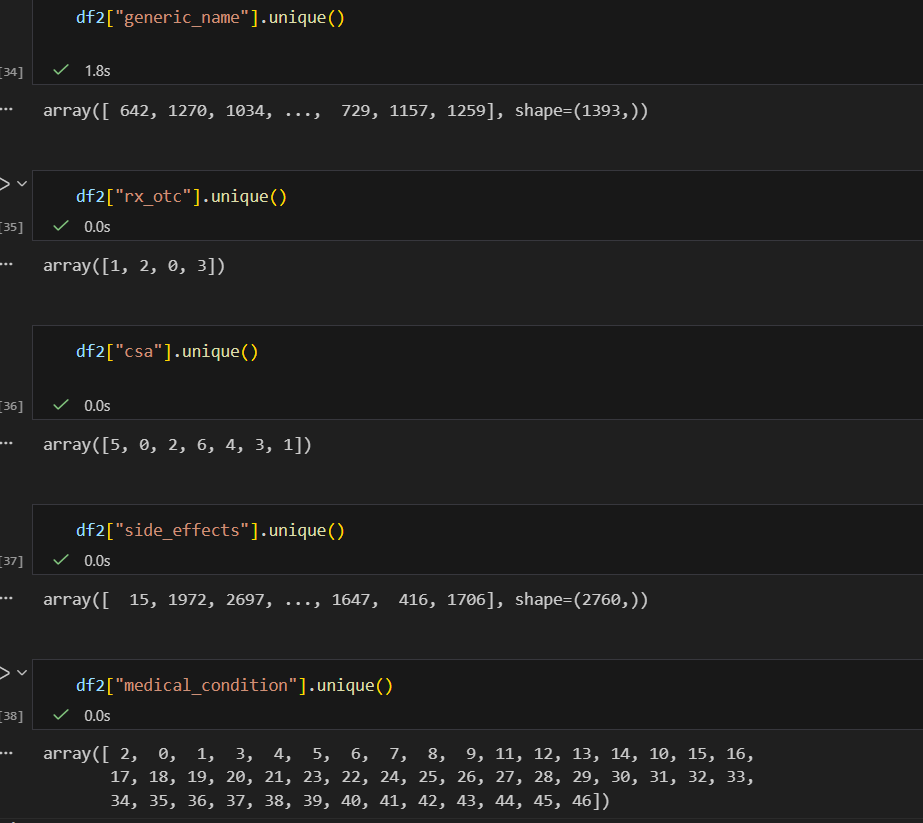 df2["generic_name"].unique()
[34] 1.8s
array([ 642, 1270, 1034, ...,  729, 1157, 1259], shape=(1393,))
df2["rx_otc"].unique()
[35] 0.0s
array([1, 2, 0, 3])
df2["csa"].unique()
[36] 0.0s
array([5, 0, 2, 6, 4, 3, 1])
df2["side_effects"].unique()
[37] 0.0s
array([  15, 1972, 2697, ..., 1647,  416, 1706], shape=(2760,))
df2["medical_condition"].unique()
[38] 0.0s
array([ 2,  0,  1,  3,  4,  5,  6,  7,  8,  9, 11, 12, 13, 14, 10, 15, 16,
17, 18, 19, 20, 21, 23, 22, 24, 25, 26, 27, 28, 29, 30, 31, 32, 33,
34, 35, 36, 37, 38, 39, 40, 41, 42, 43, 44, 45, 46])